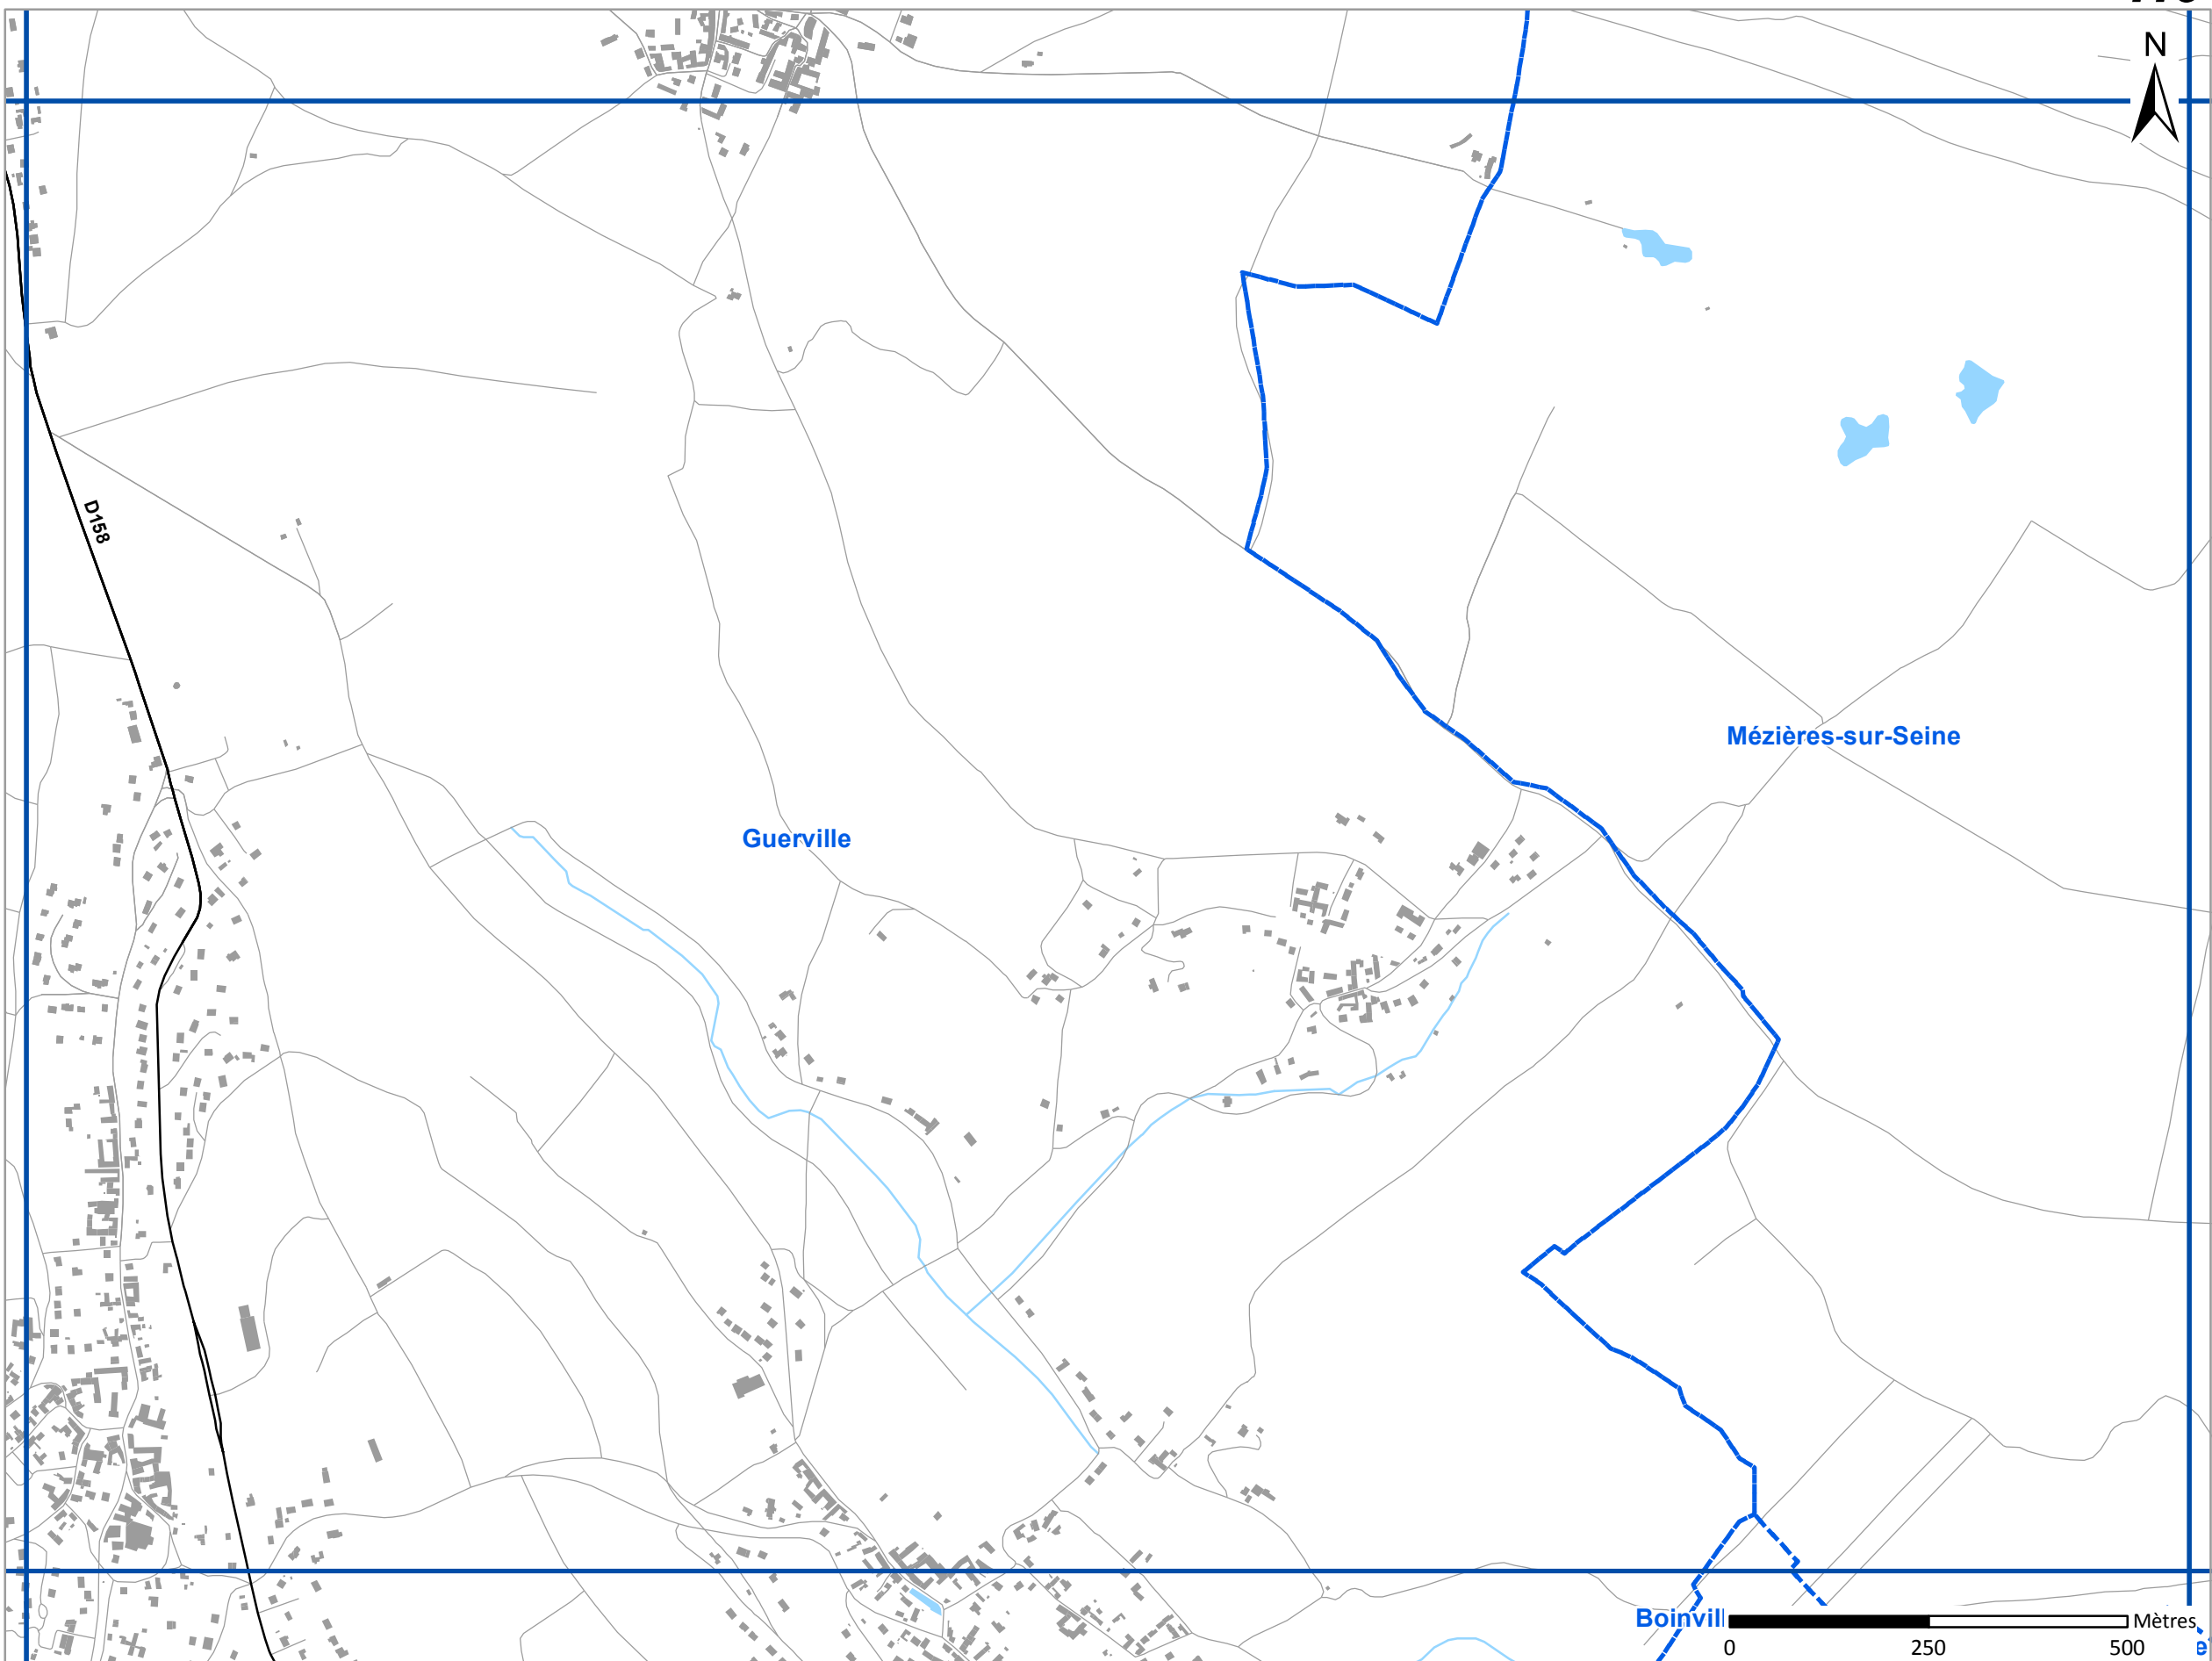 N
D158
Mézières-sur-Seine
Guerville
Boinvill
Mètres
0 250 500